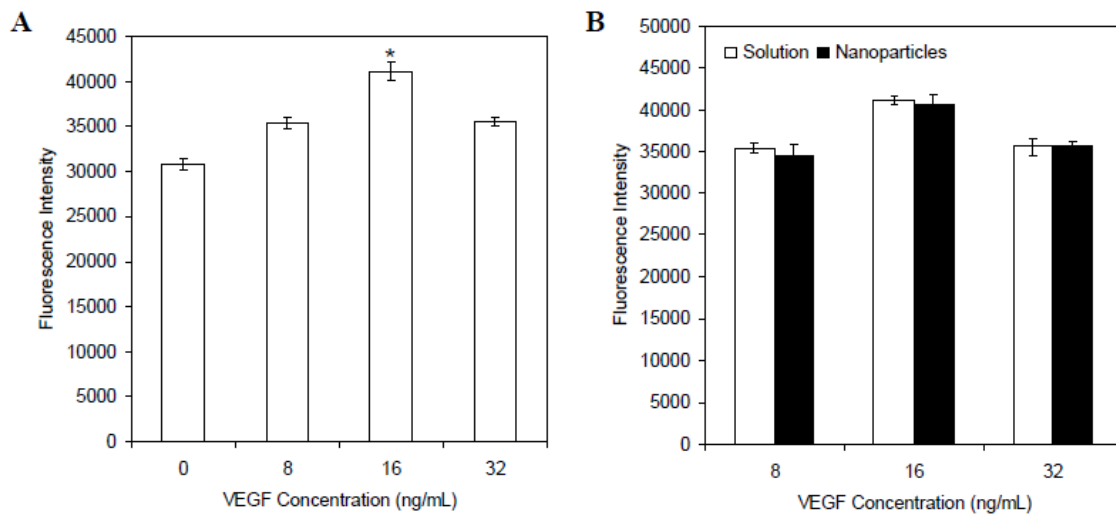 A
45000
40000
35000
30000
25000
20000
15000
10000
5000
0
Fluorescence Intensity
*
0 8 16 32
VEGF Concentration (ng/mL)
B
50000
45000
40000
35000
30000
25000
20000
15000
10000
5000
0
Fluorescence Intensity
Solution Nanoparticles
8 16 32
VEGF Concentration (ng/mL)